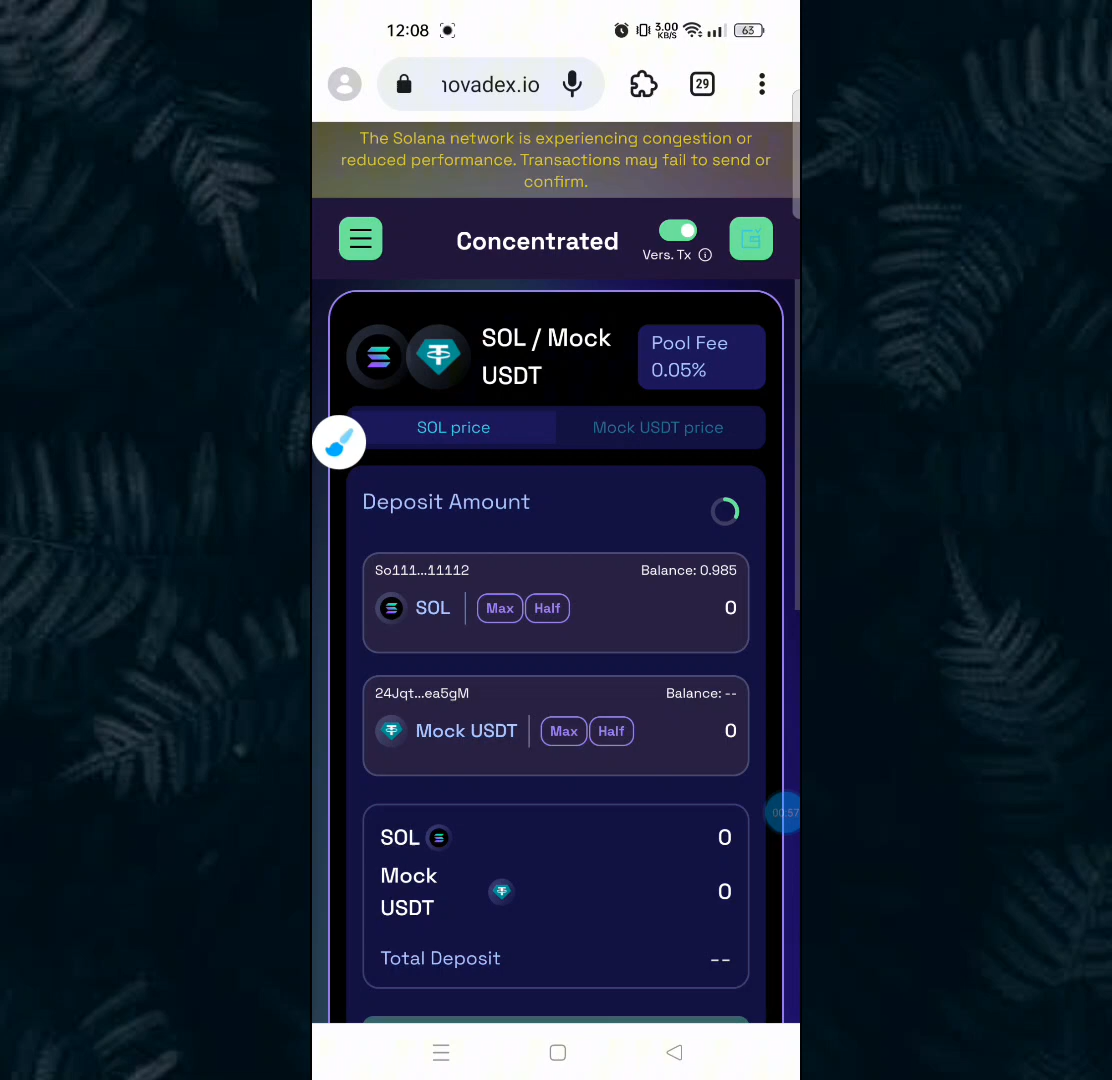 12:08
3.00
KB/S
63
novadex.io
29
The Solana network is experiencing congestion or
reduced performance. Transactions may fail to send or
confirm.
Concentrated
Vers. Tx
SOL / Mock
USDT
Pool Fee
0.05%
SOL price
Mock USDT price
Deposit Amount
So111...11112
Balance: 0.985
SOL
Max
Half
0
24Jqt...ea5gM
Balance: --
Mock USDT
Max
Half
0
00:57
SOL
0
Mock
USDT
0
Total Deposit
--